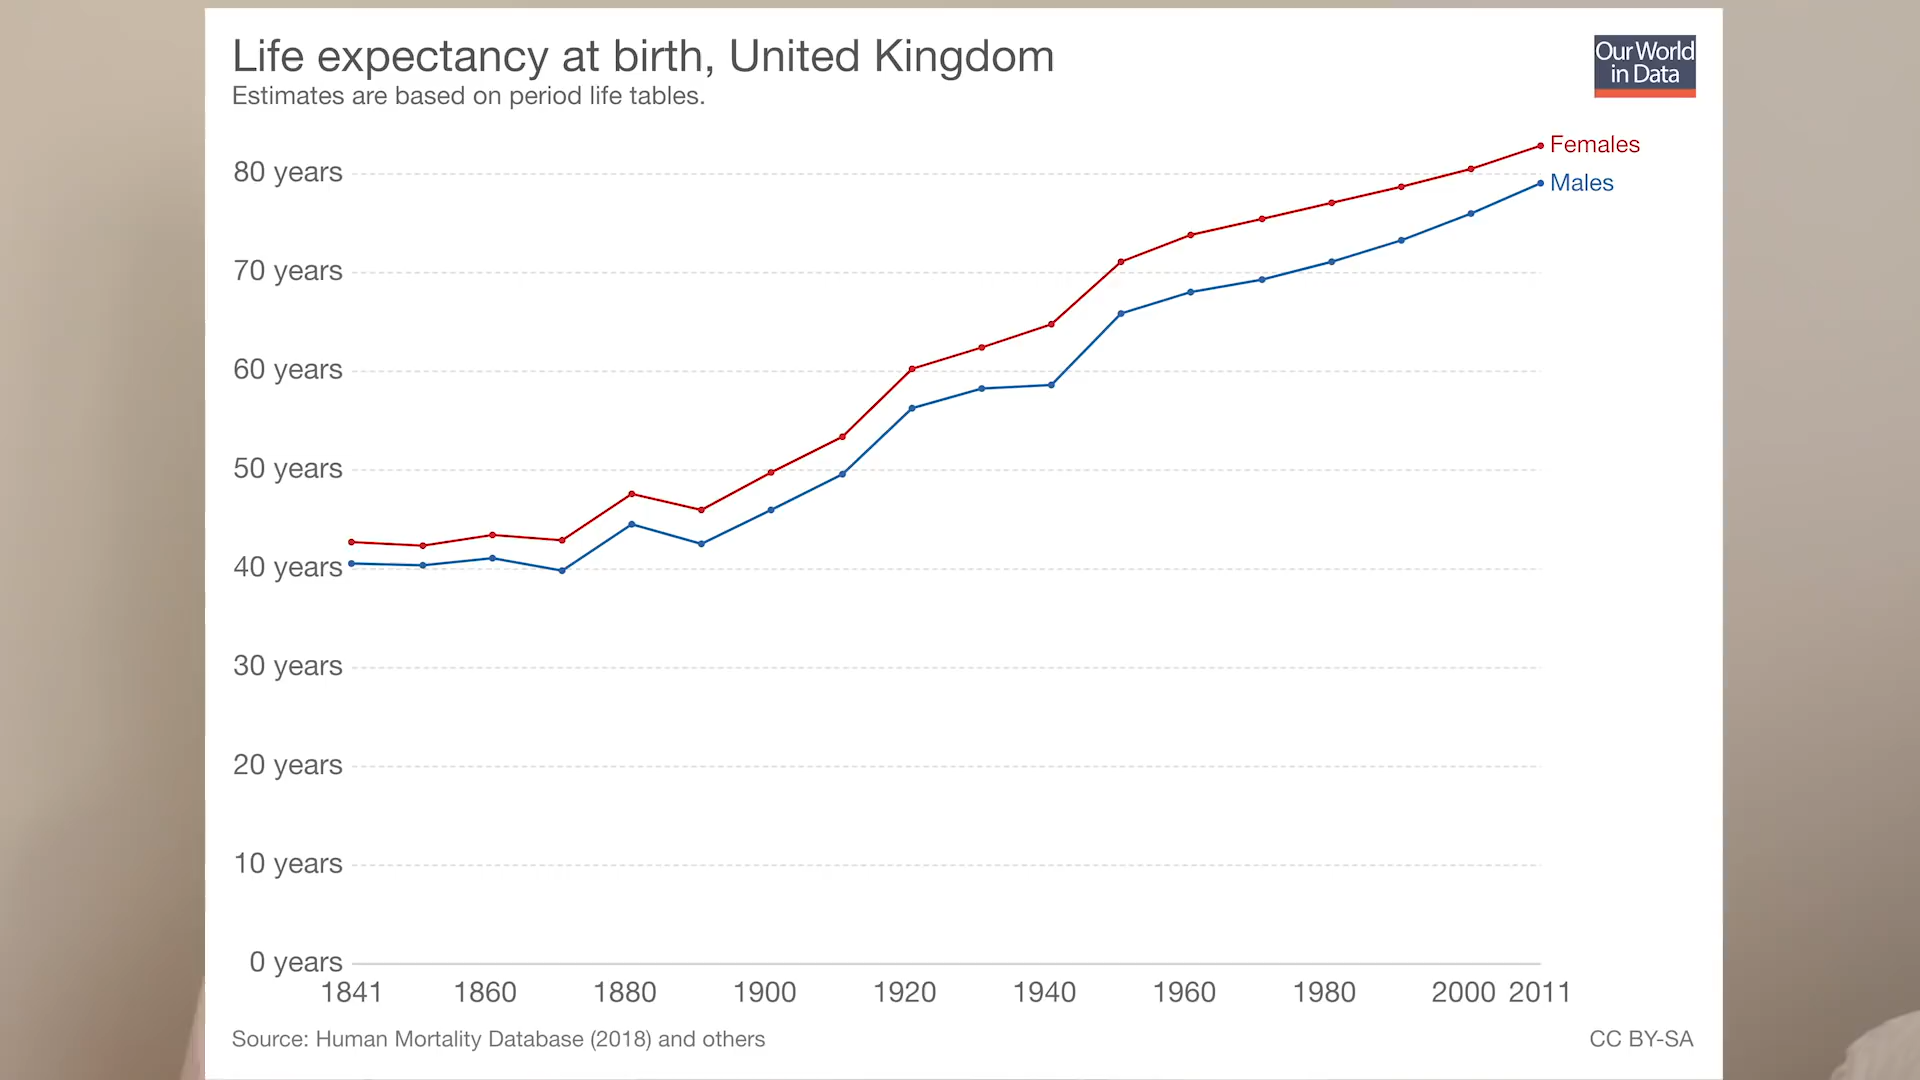 Life expectancy at birth, United Kingdom
Estimates are based on period life tables.
Our World
in Data
Females
Males
80 years
70 years
60 years
50 years
40 years
30 years
20 years
10 years
0 years
1841 1860 1880 1900 1920 1940 1960 1980 2000 2011
Source: Human Mortality Database (2018) and others
CC BY-SA